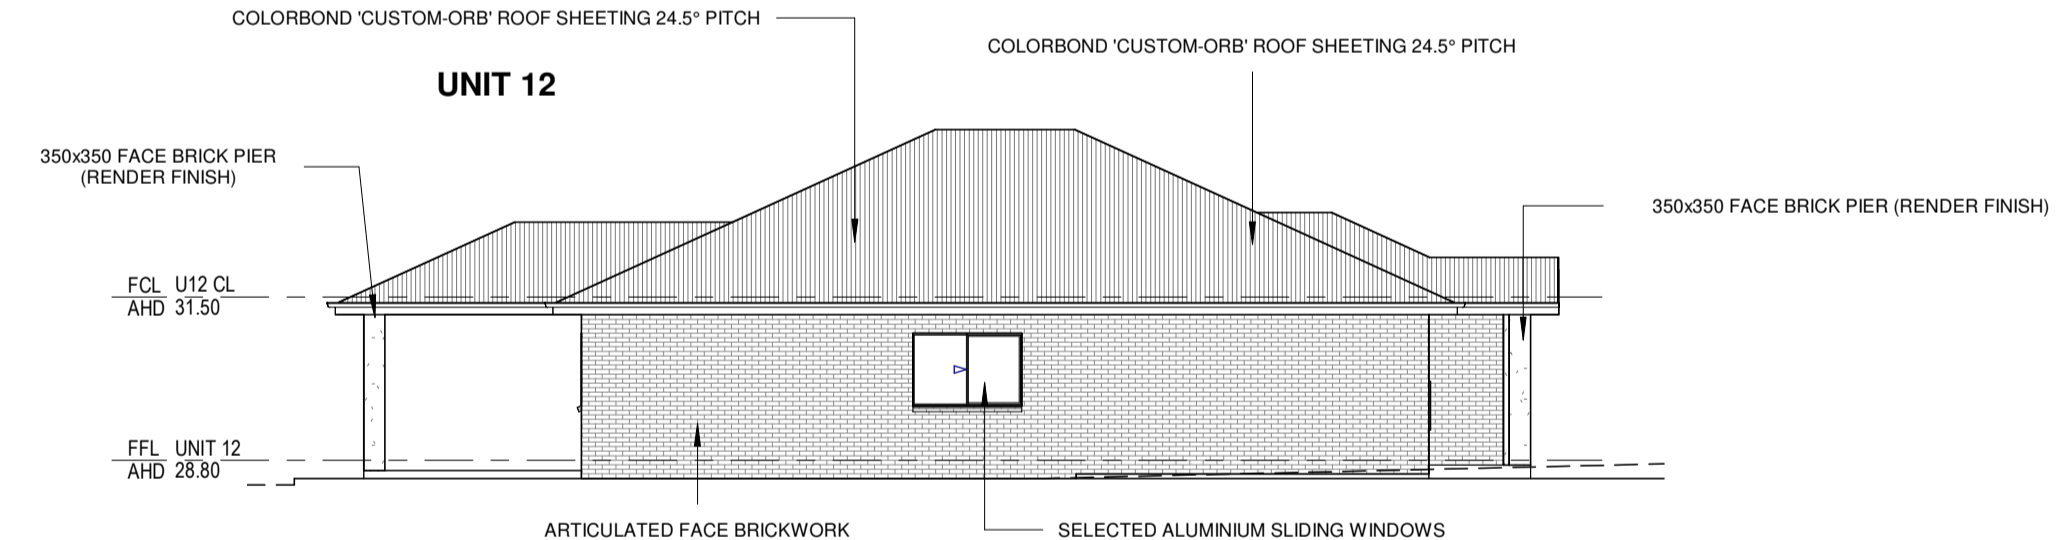 COLORBOND 'CUSTOM-ORB' ROOF SHEETING 24.5° PITCH
COLORBOND 'CUSTOM-ORB' ROOF SHEETING 24.5° PITCH
UNIT 12
350x350 FACE BRICK PIER
(RENDER FINISH)
350x350 FACE BRICK PIER (RENDER FINISH)
FCL U12 CL
AHD 31.50
FFL UNIT 12
AHD 28.80
ARTICULATED FACE BRICKWORK
SELECTED ALUMINIUM SLIDING WINDOWS